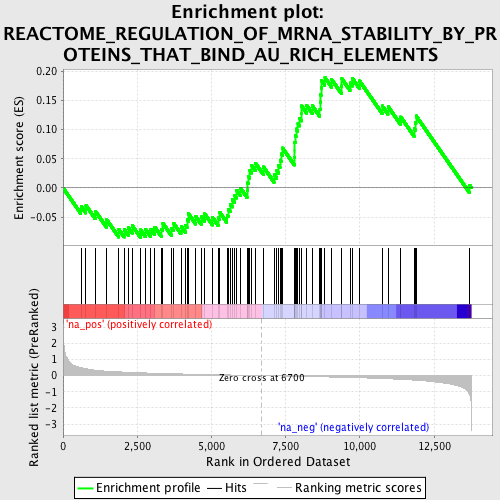 Enrichment plot:
REACTOME_REGULATION_OF_MRNA_STABILITY_BY_PR
OTEINS_THAT_BIND_AU_RICH_ELEMENTS
Enrichment score (ES)
0.20
0.15
0.10
0.05
0.00
-0.05
'na_pos' (positively correlated)
Ranked list metric (PreRanked)
3
2
1
0
-1
-2
-3
Zero cross at 6700
'na_neg' (negatively correlated)
0
2,500
5,000
7,500
10,000
12,500
Rank in Ordered Dataset
Enrichment profile
Hits
Ranking metric scores